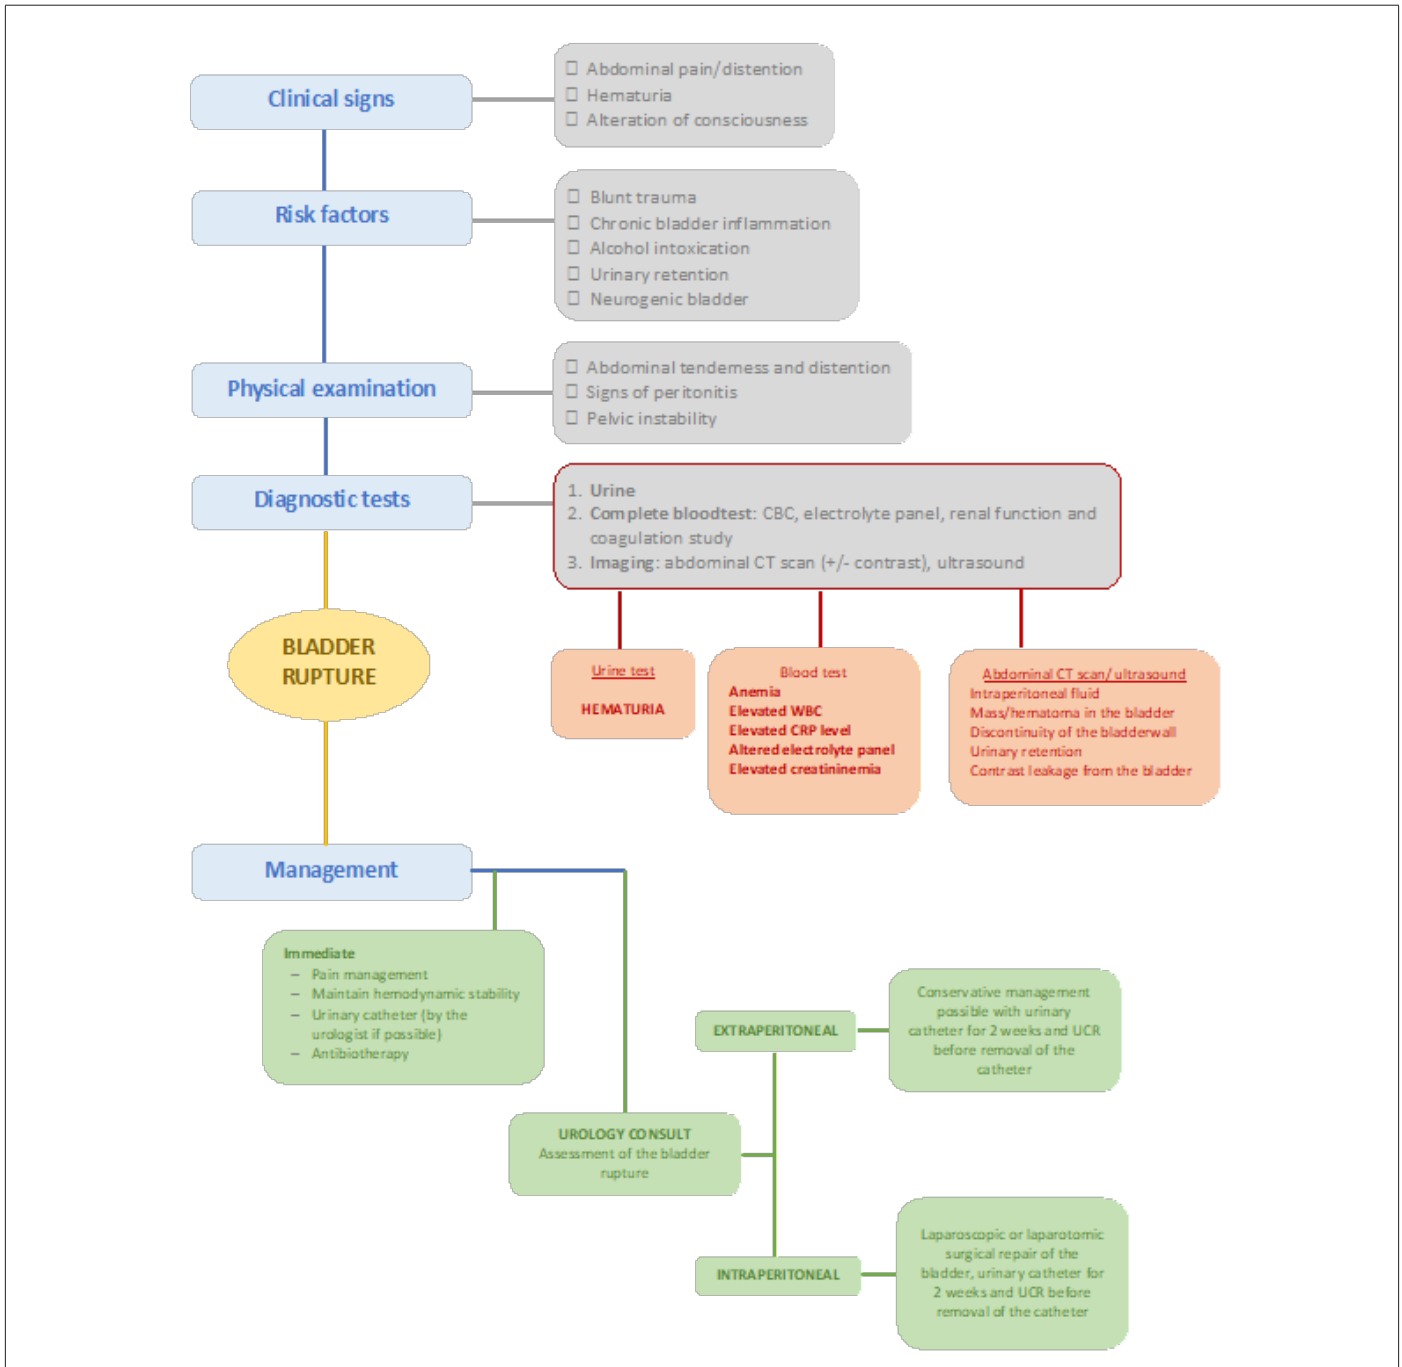 Clinical signs
☐ Abdominal pain/distention
☐ Hematuria
☐ Alteration of consciousness
Risk factors
☐ Blunt trauma
☐ Chronic bladder inflammation
☐ Alcohol intoxication
☐ Urinary retention
☐ Neurogenic bladder
Physical examination
☐ Abdominal tenderness and distention
☐ Signs of peritonitis
☐ Pelvic instability
Diagnostic tests
1. Urine
2. Complete bloodtest: CBC, electrolyte panel, renal function and
coagulation study
3. Imaging: abdominal CT scan (+/- contrast), ultrasound
BLADDER
RUPTURE
Urine test
HEMATURIA
Blood test
Anemia
Elevated WBC
Elevated CRP level
Altered electrolyte panel
Elevated creatininemia
Abdominal CT scan/ultrasound
Intraperitoneal fluid
Mass/hematoma in the bladder
Discontinuity of the bladderwall
Urinary retention
Contrast leakage from the bladder
Management
Immediate
– Pain management
– Maintain hemodynamic stability
– Urinary catheter (by the
urologist if possible)
– Antibiotherapy
UROLOGY CONSULT
Assessment of the bladder
rupture
EXTRAPERITONEAL
Conservative management
possible with urinary
catheter for 2 weeks and UCR
before removal of the
catheter
INTRAPERITONEAL
Laparoscopic or laparotomic
surgical repair of the
bladder, urinary catheter for
2 weeks and UCR before
removal of the catheter